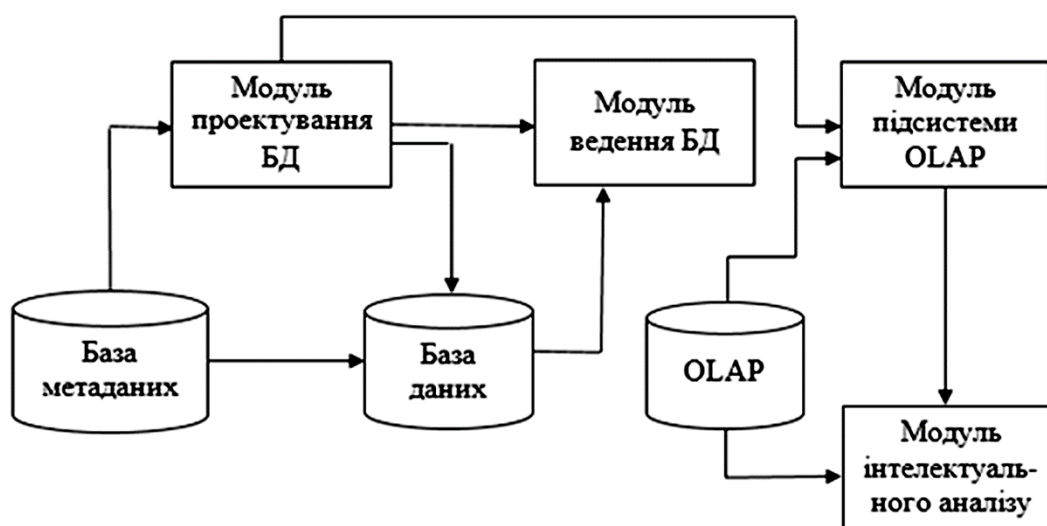 Модуль
проектування
БД
Модуль
ведення БД
Модуль
підсистеми
OLAP
База
метаданих
База
даних
OLAP
Модуль
інтелектуаль-
ного аналізу